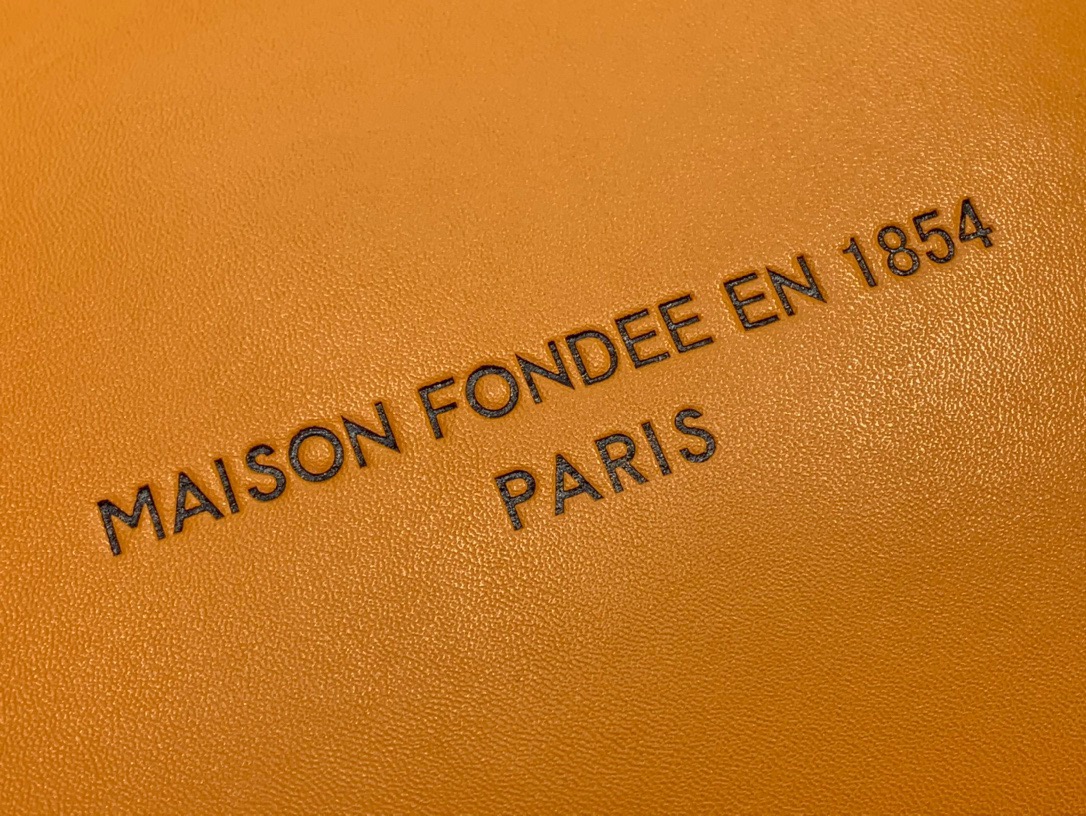 MAISON FONDEE EN 1854
PARIS